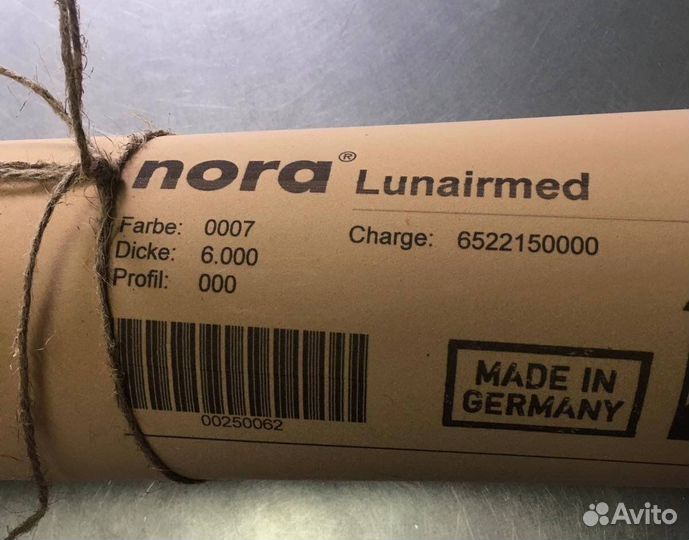 nora® Lunairmed
Farbe: 0007
Dicke: 6.000
Profil: 000
Charge: 6522150000
00250062
MADE IN
GERMANY
Avito